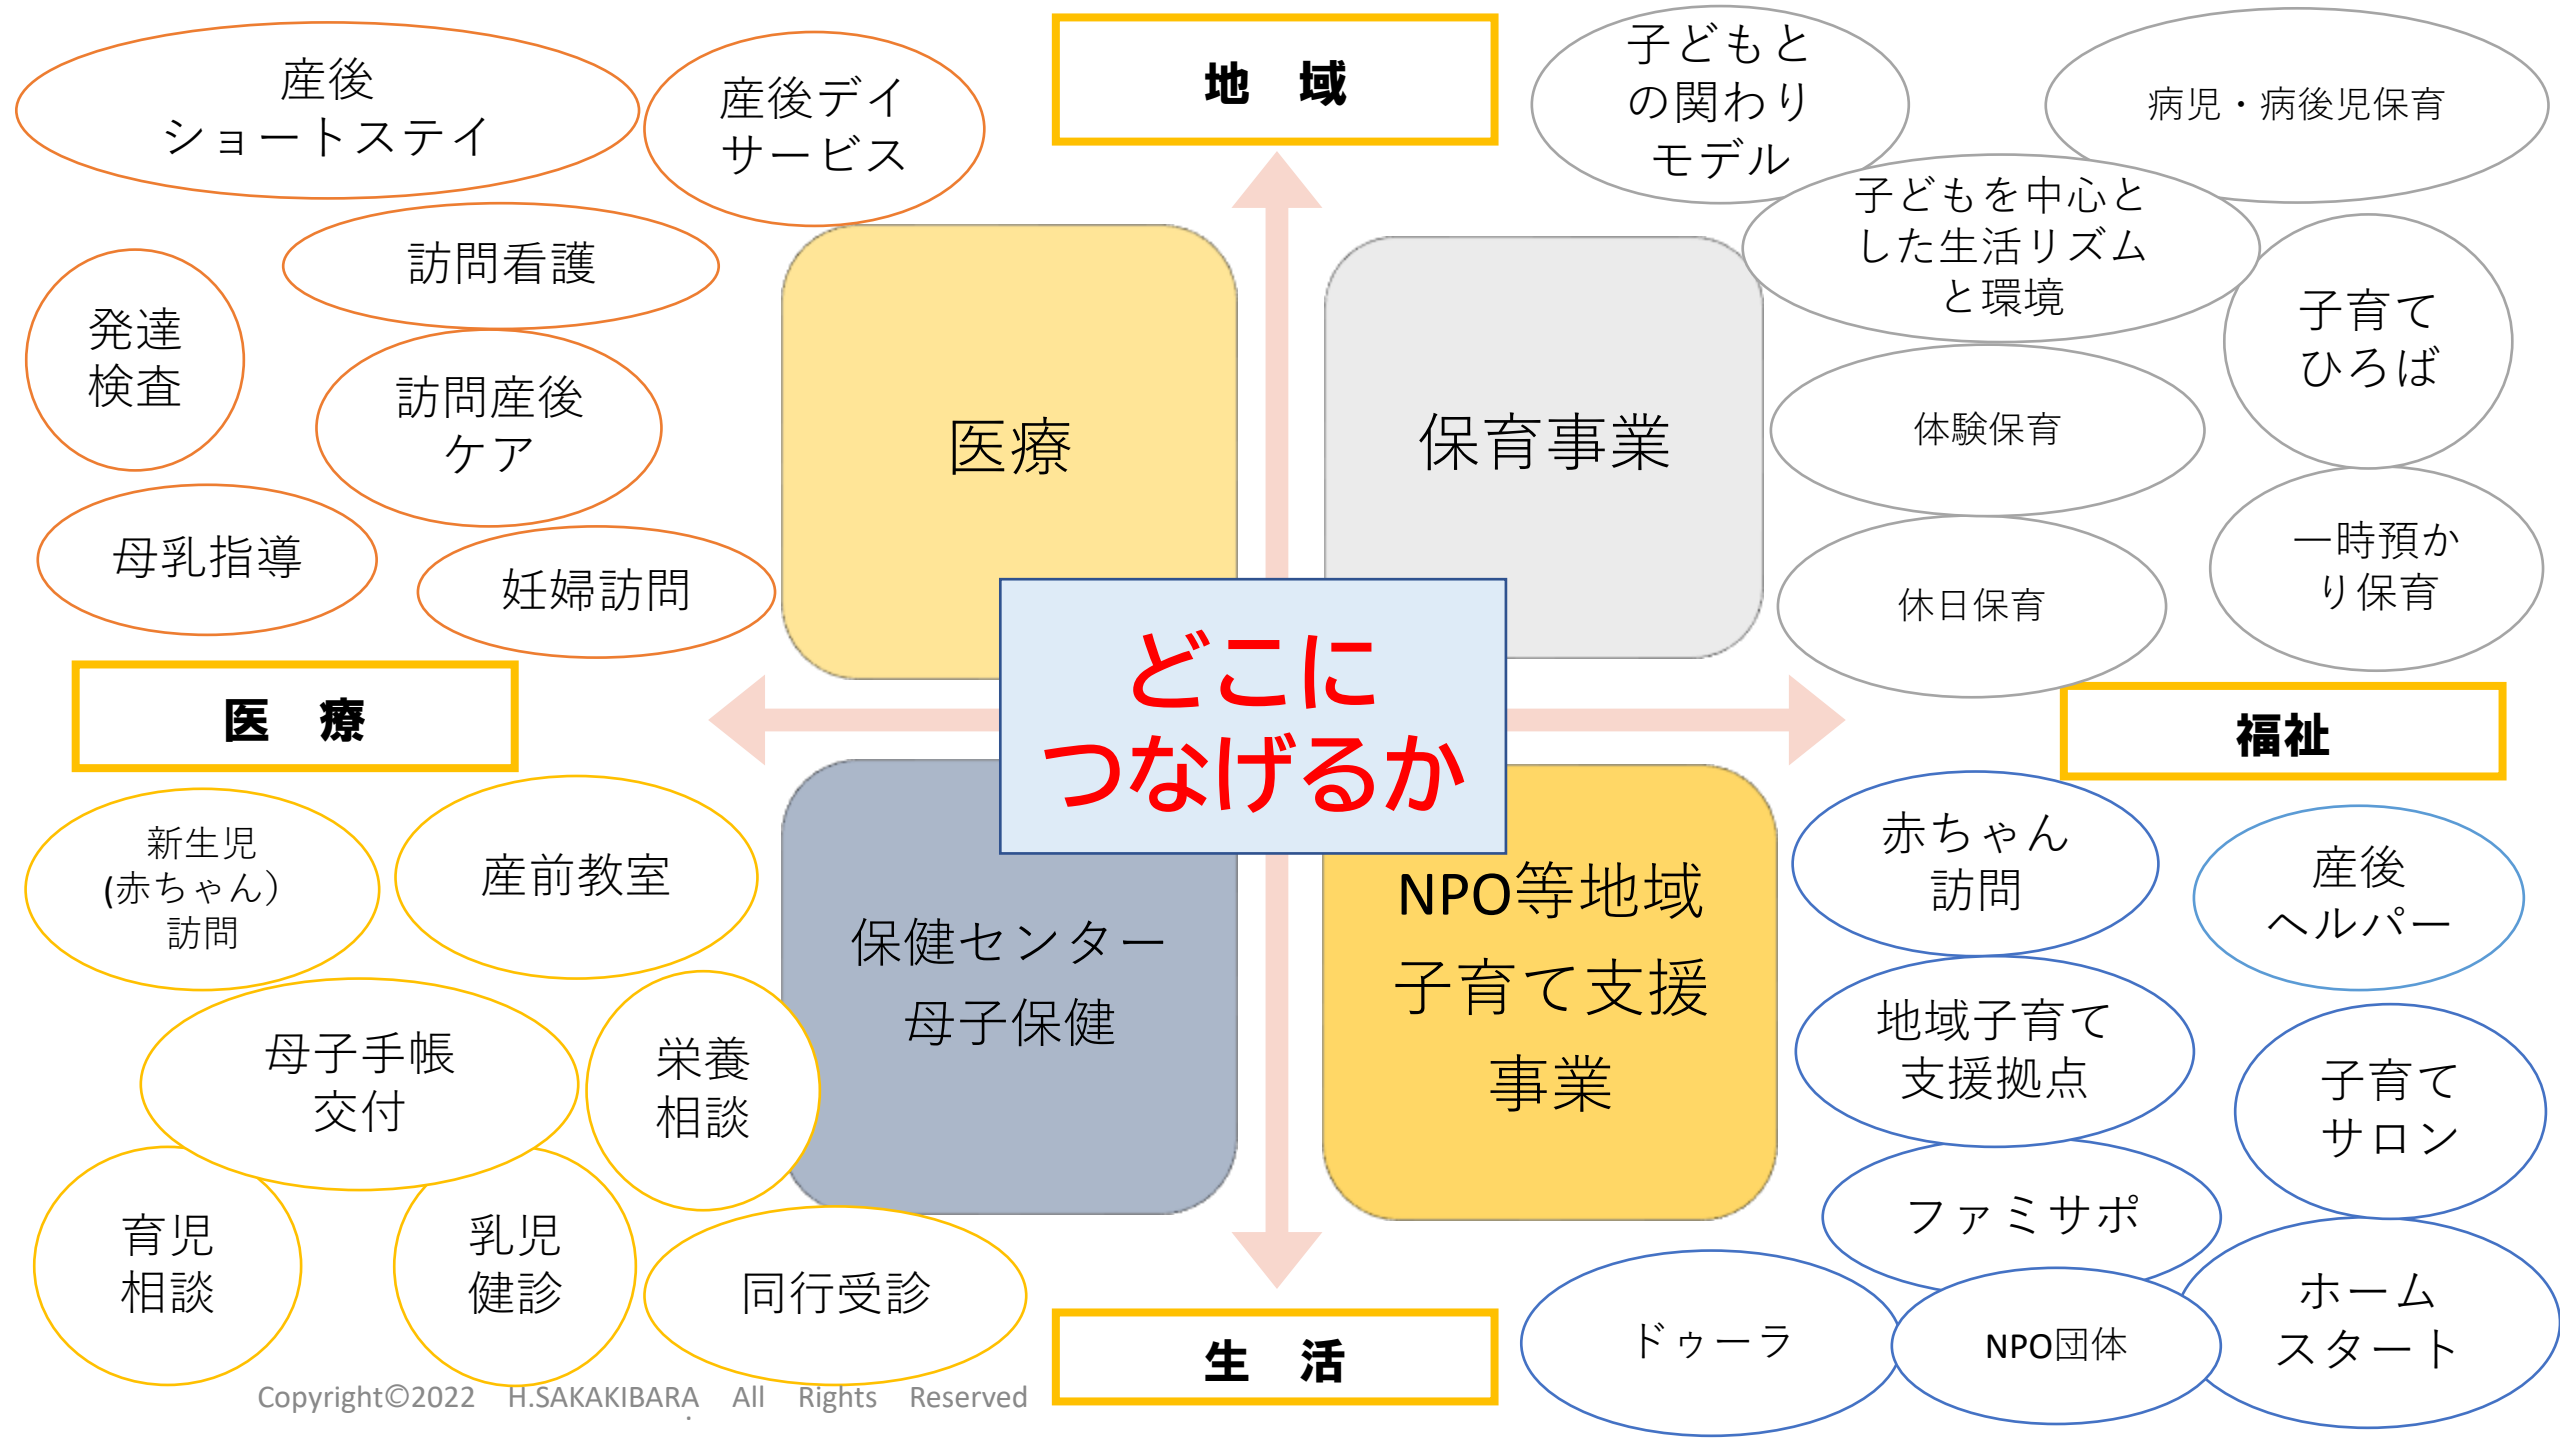 地　域
産後
ショートステイ
産後デイ
サービス
訪問看護
発達
検査
訪問産後
ケア
母乳指導
妊婦訪問
医療
子どもと
の関わり
モデル
病児・病後児保育
子どもを中心と
した生活リズム
と環境
子育て
ひろば
体験保育
一時預か
り保育
休日保育
保育事業
どこに
つなげるか
医　療
福祉
新生児
(赤ちゃん）
訪問
産前教室
母子手帳
交付
栄養
相談
育児
相談
乳児
健診
同行受診
保健センター
母子保健
NPO等地域
子育て支援
事業
赤ちゃん
訪問
産後
ヘルパー
地域子育て
支援拠点
子育て
サロン
ファミサポ
ホーム
スタート
ドゥーラ
NPO団体
生　活
Copyright©2022　H.SAKAKIBARA　All　Rights　Reserved
.